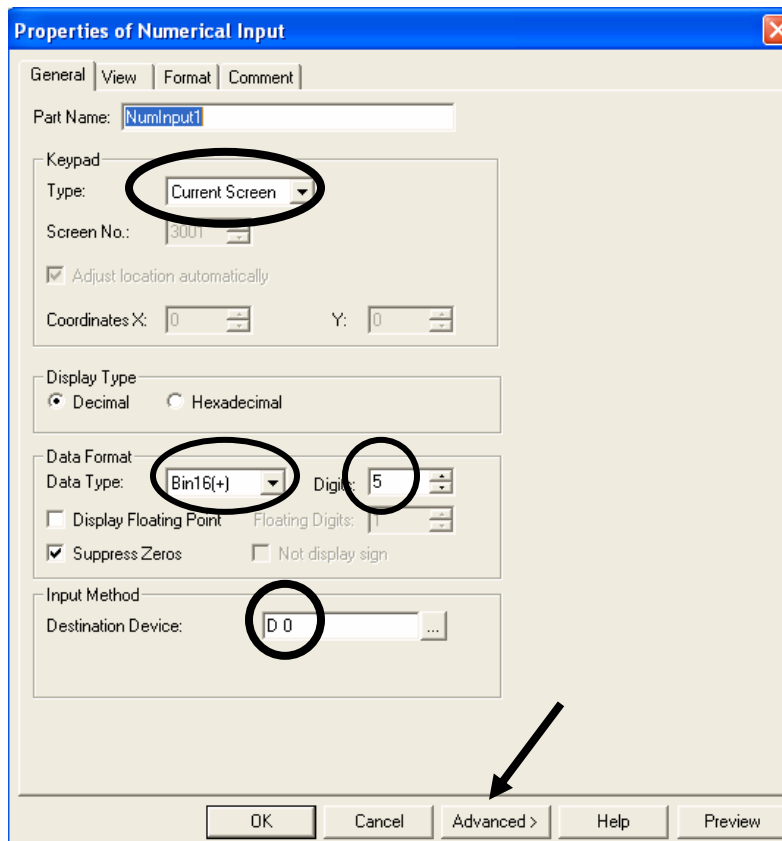 Properties of Numerical Input
General View Format Comment
Part Name: NumInput1
Keypad
Type: Current Screen
Screen No.: 3001
Adjust location automatically
Coordinates X: 0 Y: 0
Display Type
Decimal Hexadecimal
Data Format
Data Type: Bin16(+) Digits: 5
Display Floating Point Floating Digits: 1
Suppress Zeros Not display sign
Input Method
Destination Device: D 0 ...
OK Cancel Advanced > Help Preview